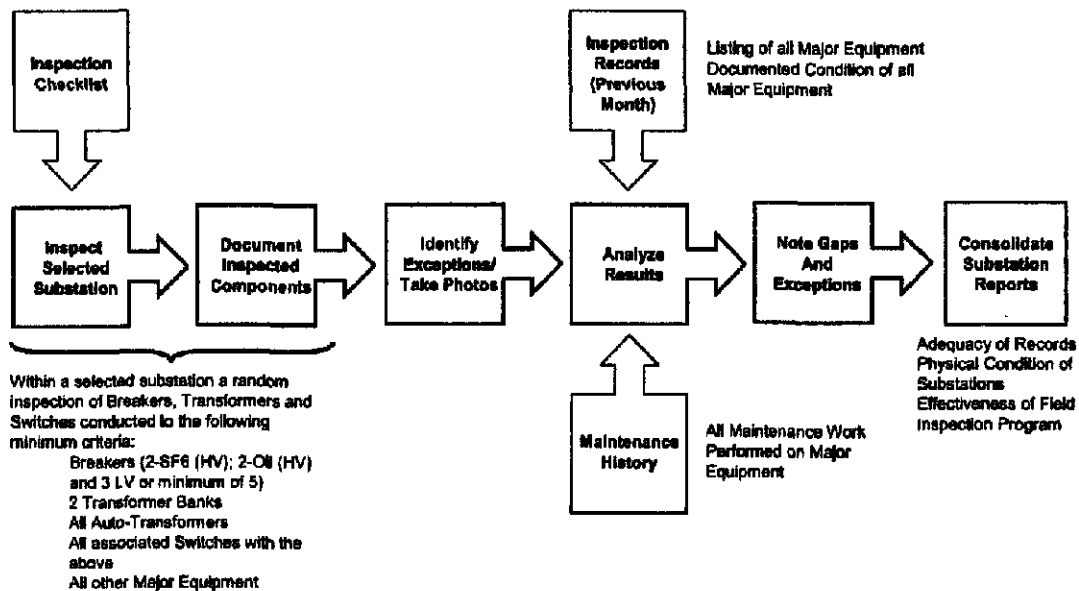 Inspection
Checklist
Inspection
Records
(Previous
Month)
Listing of all Major Equipment
Documented Condition of all
Major Equipment
Inspect
Selected
Substation
Document
Inspected
Components
Identify
Exceptions/
Take Photos
Analyze
Results
Note Gaps
And
Exceptions
Consolidate
Substation
Reports
Within a selected substation a random
inspection of Breakers, Transformers and
Switches conducted to the following
minimum criteria:
Breakers (2-SF6 (HV); 2-Oil (HV)
and 3 LV or minimum of 5)
2 Transformer Banks
All Auto-Transformers
All associated Switches with the
above
All other Major Equipment
Maintenance
History
All Maintenance Work
Performed on Major
Equipment
Adequacy of Records
Physical Condition of
Substations
Effectiveness of Field
Inspection Program